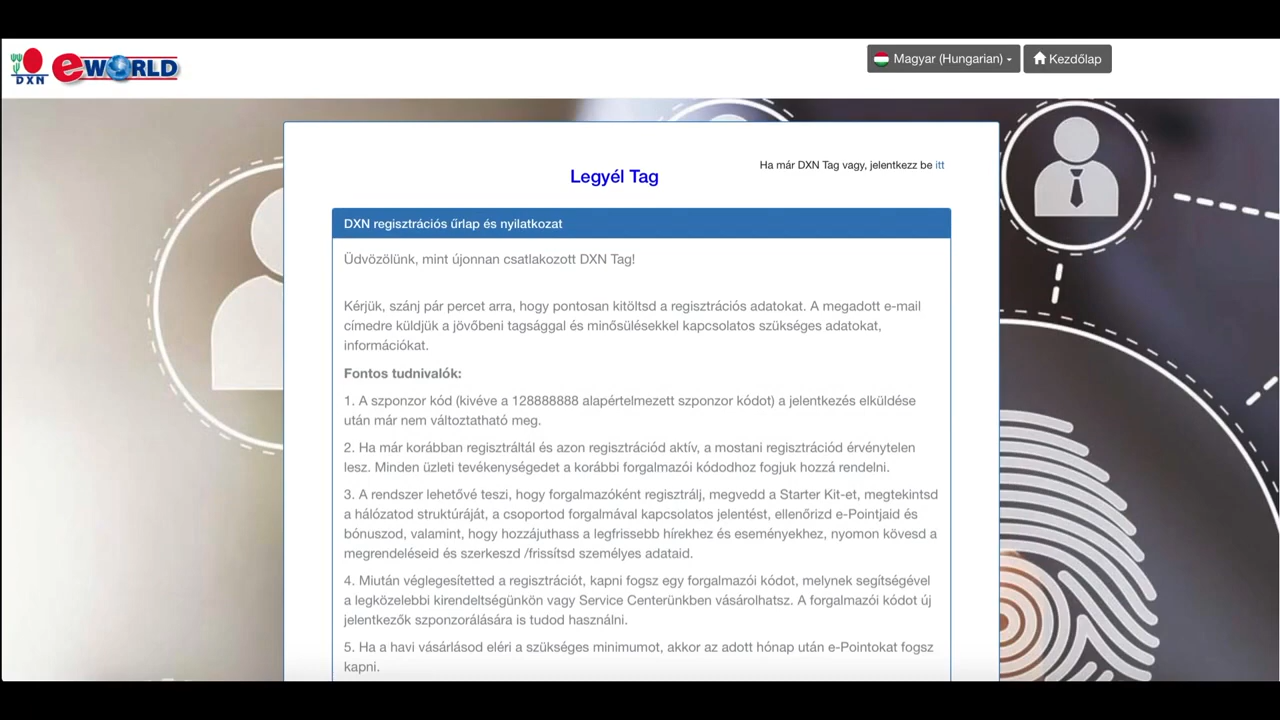 DXN
eWORLD
Magyar (Hungarian)
Kezdőlap
Legyél Tag
Ha már DXN Tag vagy, jelentkezz be itt
DXN regisztrációs űrlap és nyilatkozat
Üdvözölünk, mint újonnan csatlakozott DXN Tag!
Kérjük, szánj pár percet arra, hogy pontosan kitöltsd a regisztrációs adatokat. A megadott e-mail
címedre küldjük a jövőbeni tagsággal és minősülésekkel kapcsolatos szükséges adatokat,
információkat.
Fontos tudnivalók:
1. A szponzor kód (kivéve a 128888888 alapértelmezett szponzor kódot) a jelentkezés elküldése
után már nem változtatható meg.
2. Ha már korábban regisztráltál és azon regisztrációd aktív, a mostani regisztrációd érvénytelen
lesz. Minden üzleti tevékenységedet a korábbi forgalmazói kódodhoz fogjuk hozzá rendelni.
3. A rendszer lehetővé teszi, hogy forgalmazóként regisztrálj, megvedd a Starter Kit-et, megtekintsd
a hálózatod struktúráját, a csoportod forgalmával kapcsolatos jelentést, ellenőrizd e-Pointjaid és
bónuszod, valamint, hogy hozzájuthass a legfrissebb hírekhez és eseményekhez, nyomon kövesd a
megrendeléseid és szerkeszd /frissítsd személyes adataid.
4. Miután véglegesítetted a regisztrációt, kapni fogsz egy forgalmazói kódot, melynek segítségével
a legközelebbi kirendeltségünkön vagy Service Centerünkben vásárolhatsz. A forgalmazói kódot új
jelentkezők szponzorálására is tudod használni.
5. Ha a havi vásárlásod eléri a szükséges minimumot, akkor az adott hónap után e-Pointokat fogsz
kapni.